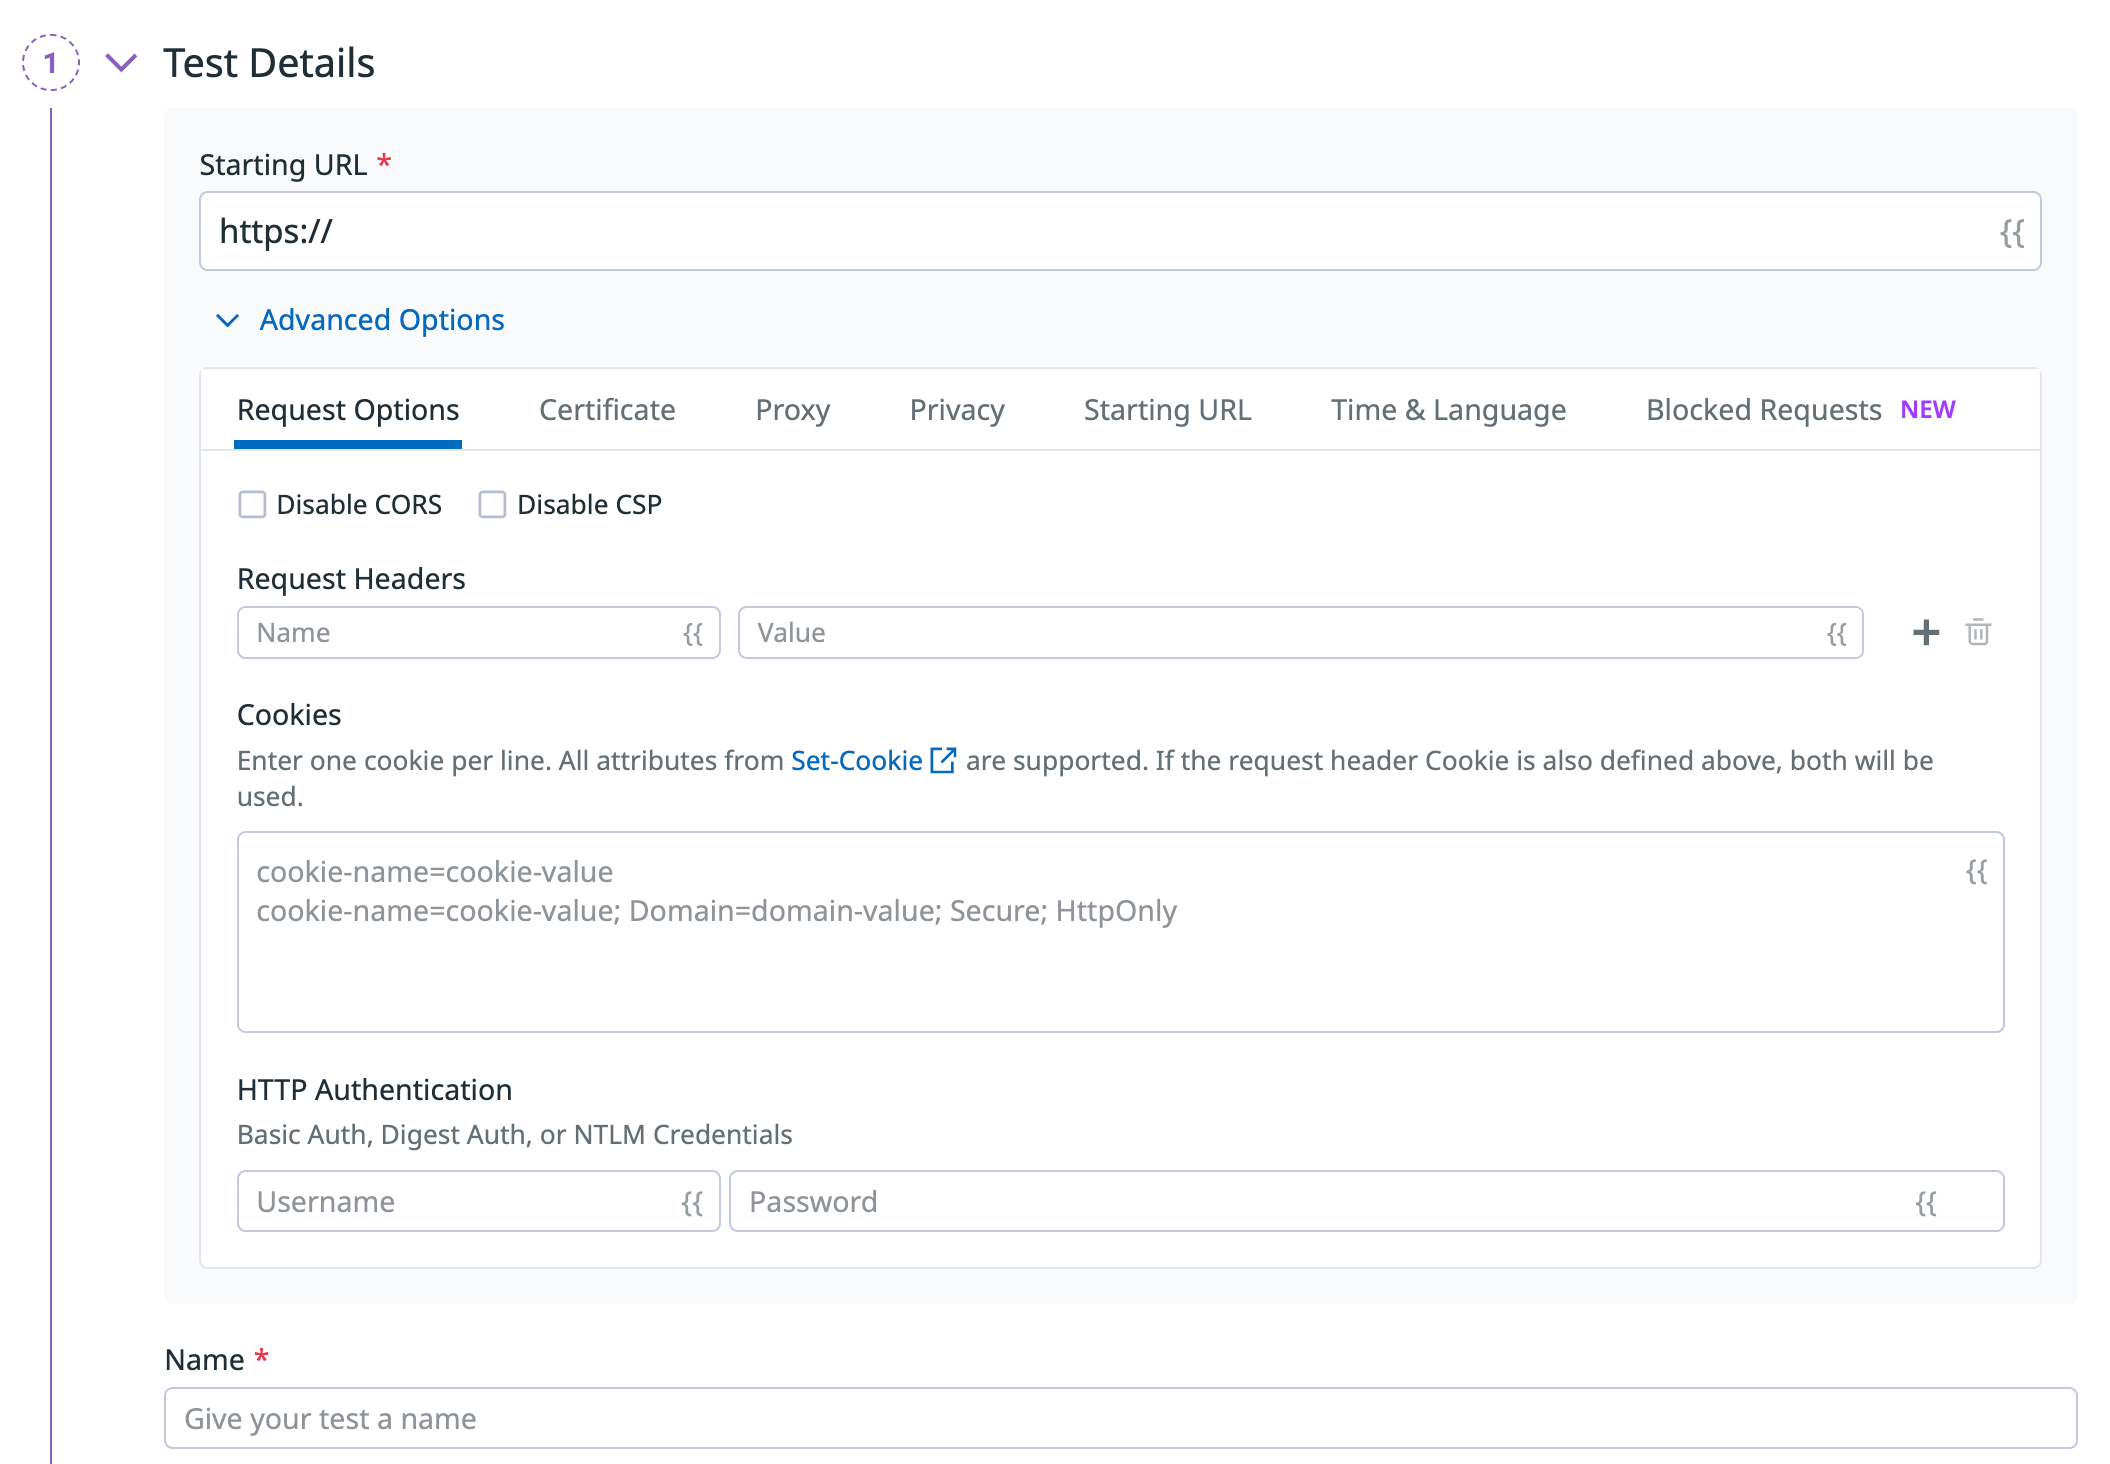 1 Test Details
Starting URL *
https:// {{
Advanced Options
Request Options Certificate Proxy Privacy Starting URL Time & Language Blocked Requests NEW
Disable CORS Disable CSP
Request Headers
Name {{ Value {{
Cookies
Enter one cookie per line. All attributes from Set-Cookie are supported. If the request header Cookie is also defined above, both will be
used.
cookie-name=cookie-value {{
cookie-name=cookie-value; Domain=domain-value; Secure; HttpOnly
HTTP Authentication
Basic Auth, Digest Auth, or NTLM Credentials
Username {{ Password {{
Name *
Give your test a name